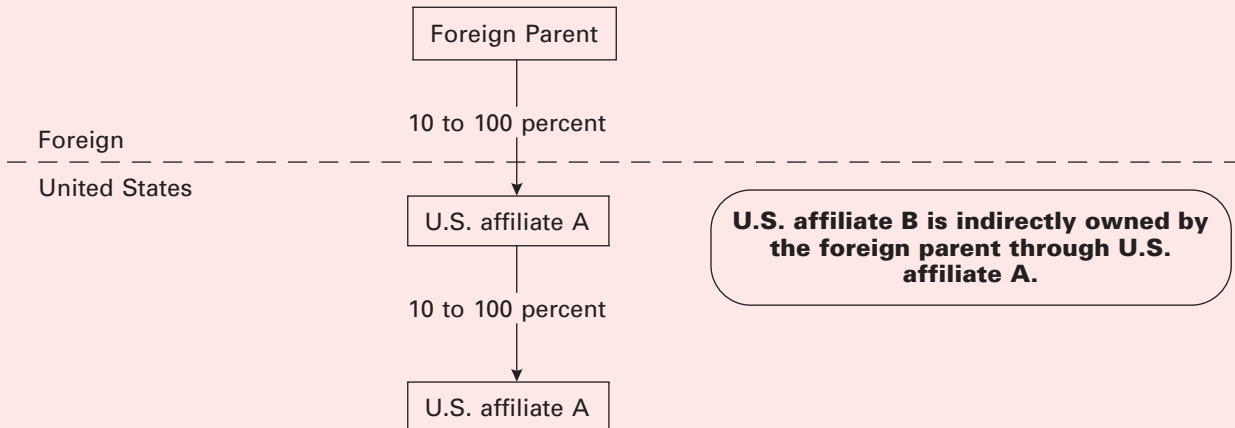 Foreign Parent
10 to 100 percent
Foreign
United States
U.S. affiliate A
U.S. affiliate B is indirectly owned by
the foreign parent through U.S.
affiliate A.
10 to 100 percent
U.S. affiliate A